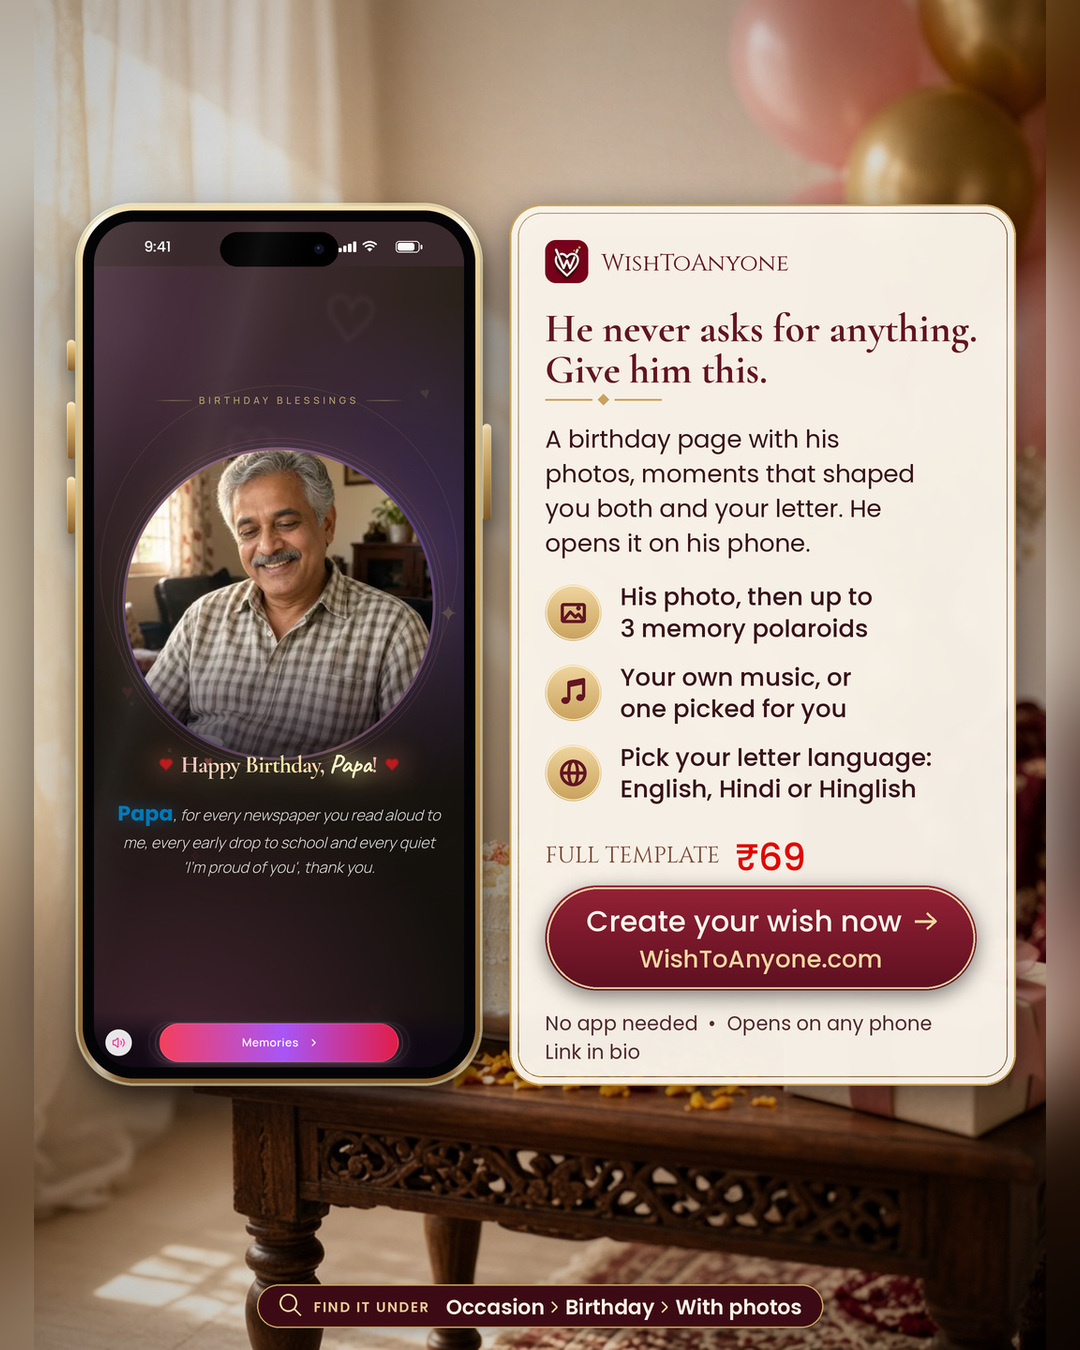 9:41
BIRTHDAY BLESSINGS
Happy Birthday, Papa!
Papa, for every newspaper you read aloud to
me, every early drop to school and every quiet
'I'm proud of you', thank you.
Memories
W
WISHTOANYONE
He never asks for anything.
Give him this.
A birthday page with his
photos, moments that shaped
you both and your letter. He
opens it on his phone.
His photo, then up to
3 memory polaroids
Your own music, or
one picked for you
Pick your letter language:
English, Hindi or Hinglish
FULL TEMPLATE ₹69
Create your wish now →
WishToAnyone.com
No app needed • Opens on any phone
Link in bio
FIND IT UNDER Occasion > Birthday > With photos